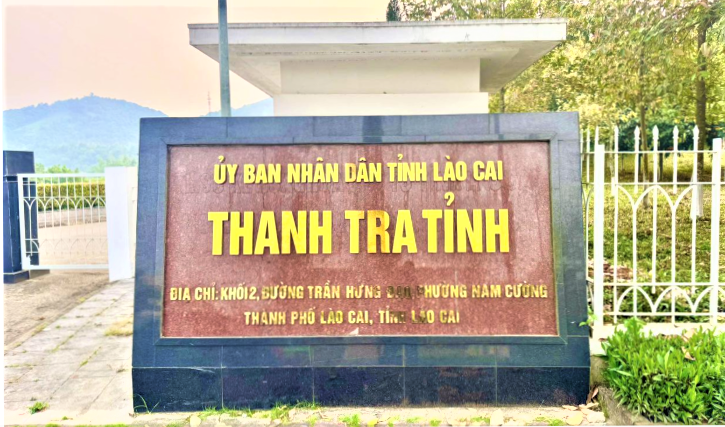 ỦY BAN NHÂN DÂN TỈNH LÀO CAI
THANH TRA TỈNH
ĐỊA CHỈ: KHỐI 2, ĐƯỜNG TRẦN HƯNG ĐẠO, PHƯỜNG NAM CƯỜNG
THÀNH PHỐ LÀO CAI, TỈNH LÀO CAI